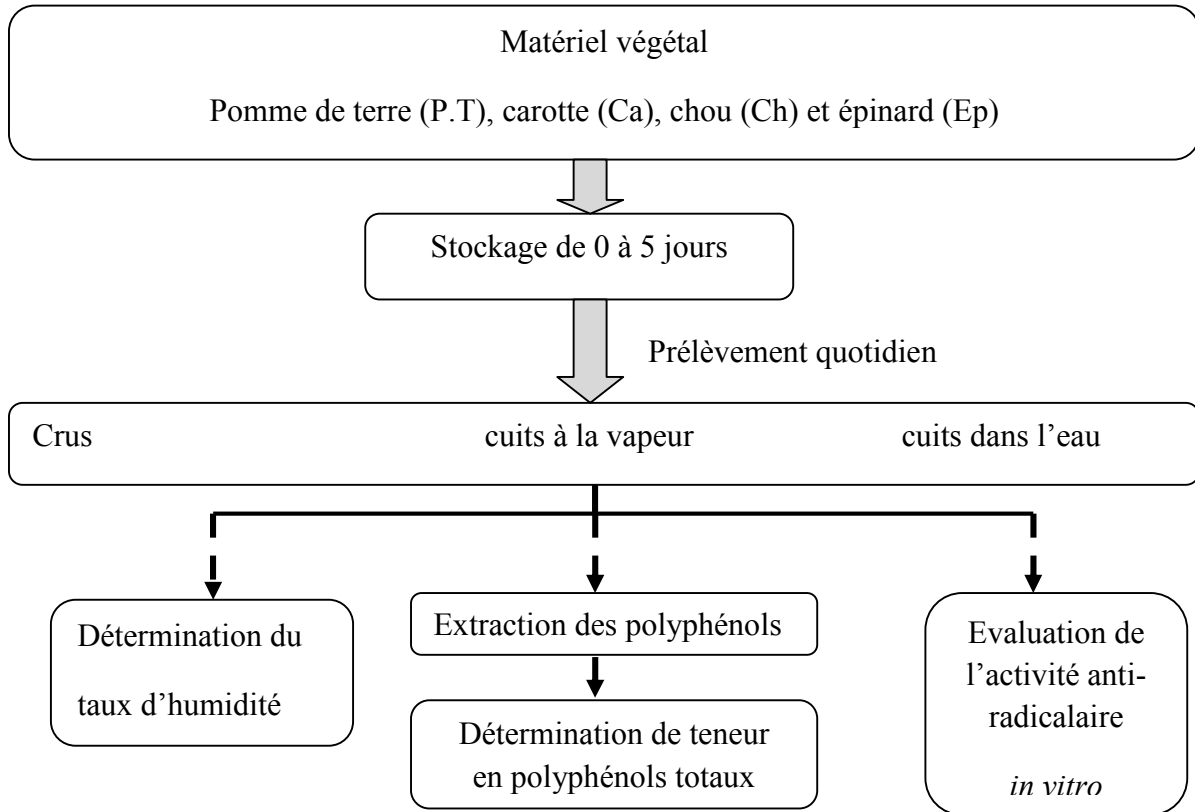 Matériel végétal
Pomme de terre (P.T), carotte (Ca), chou (Ch) et épinard (Ep)
Stockage de 0 à 5 jours
Prélèvement quotidien
Crus cuits à la vapeur cuits dans l’eau
Détermination du
taux d’humidité
Extraction des polyphénols
Détermination de teneur
en polyphénols totaux
Evaluation de
l’activité anti-
radicalaire
in vitro